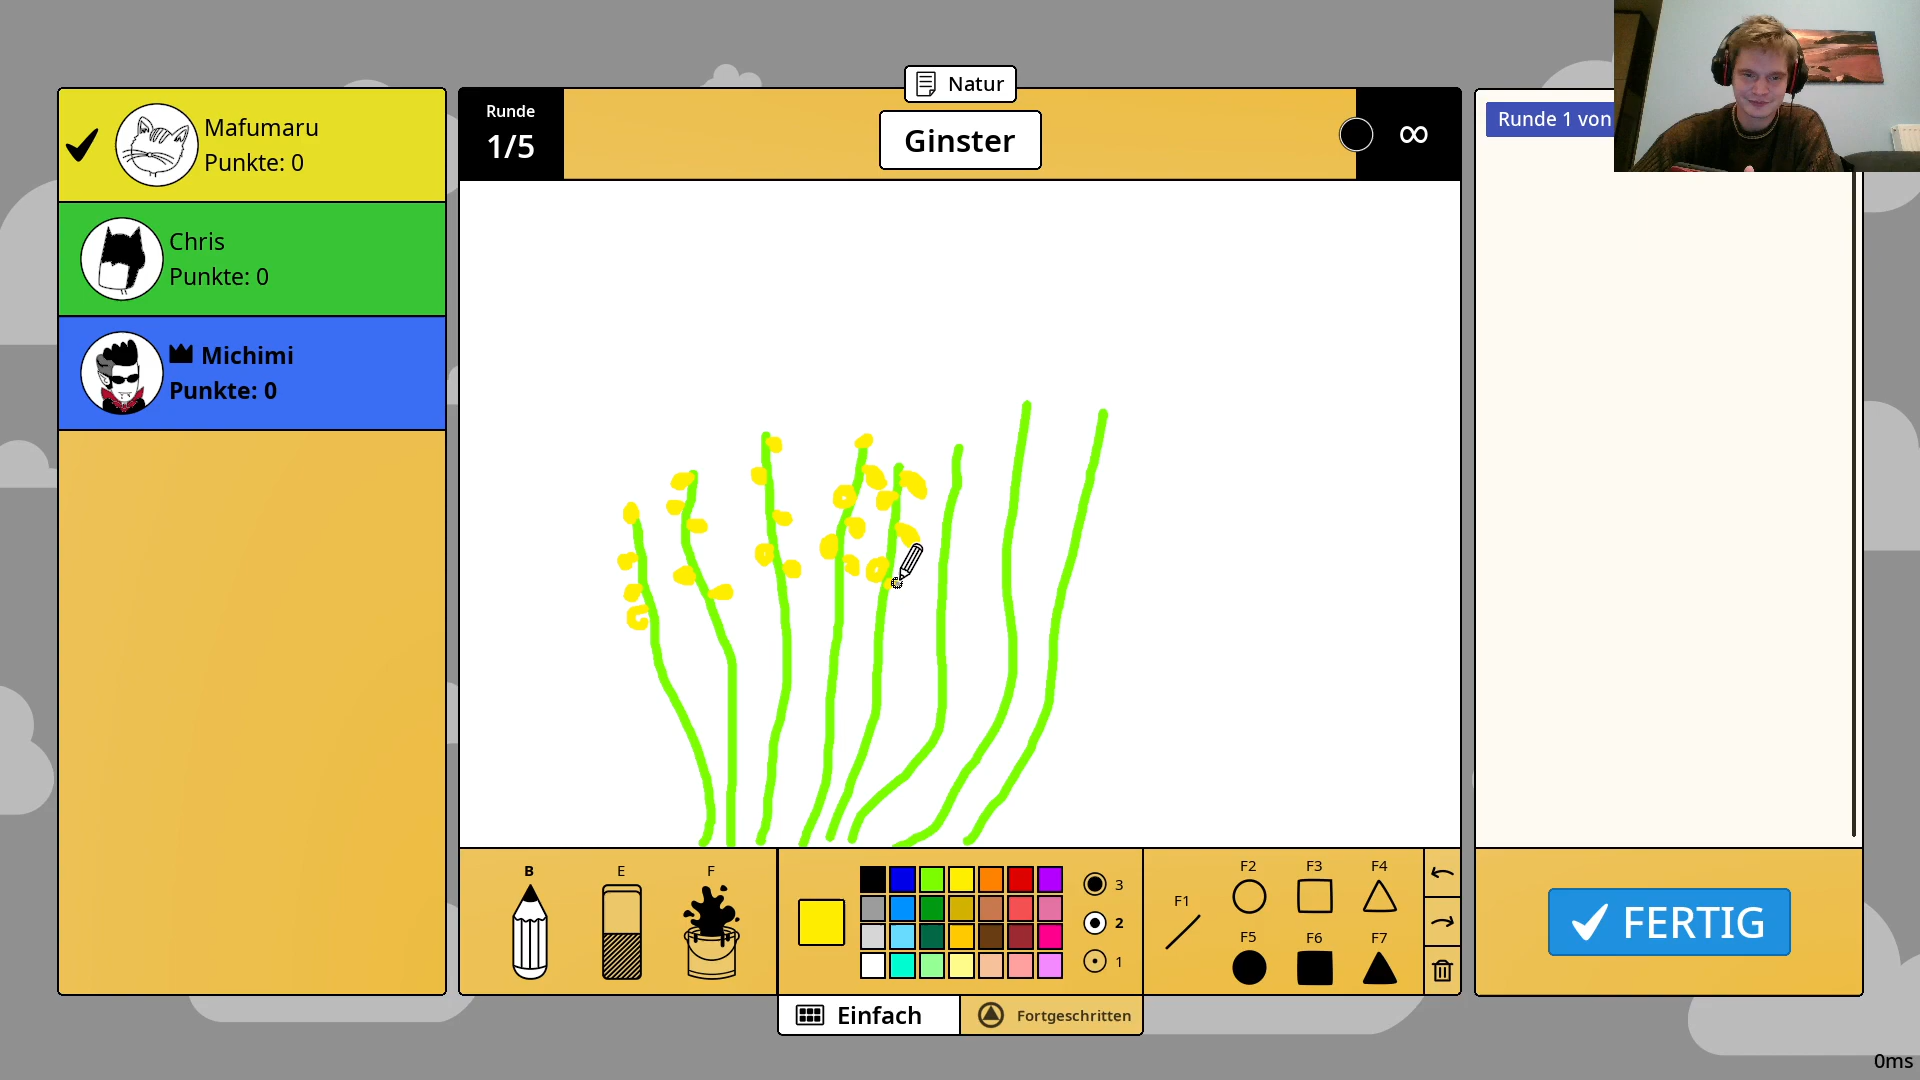 Natur
Runde
1/5
Ginster
∞
Runde 1 von
Mafumaru
Punkte: 0
Chris
Punkte: 0
Michimi
Punkte: 0
B
E
F
3
2
1
F1
F2
F3
F4
F5
F6
F7
FERTIG
Einfach
Fortgeschritten
0ms